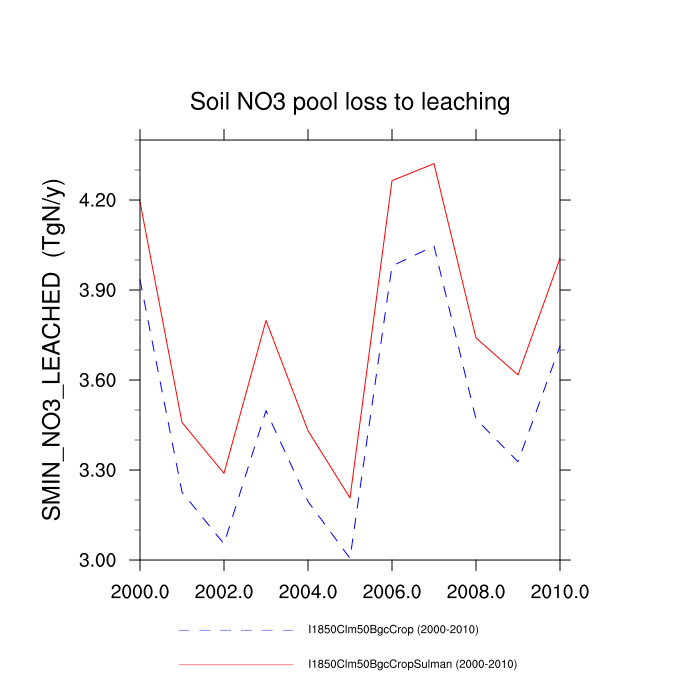 Soil NO3 pool loss to leaching
SMIN_NO3_LEACHED (TgN/y)
4.20
3.90
3.60
3.30
3.00
2000.0 2002.0 2004.0 2006.0 2008.0 2010.0
I1850Clm50BgcCrop (2000-2010)
I1850Clm50BgcCropSulman (2000-2010)